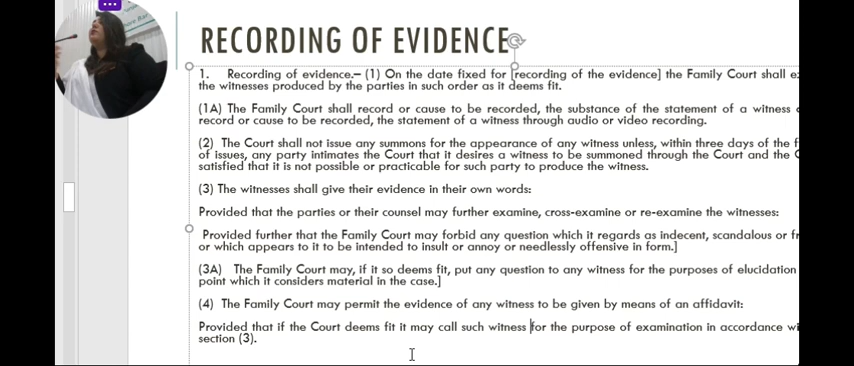 RECORDING OF EVIDENCE
1. Recording of evidence.– (1) On the date fixed for [recording of the evidence] the Family Court shall
the witnesses produced by the parties in such order as it deems fit.
(1A) The Family Court shall record or cause to be recorded, the substance of the statement of a witness
record or cause to be recorded, the statement of a witness through audio or video recording.
(2) The Court shall not issue any summons for the appearance of any witness unless, within three days of the
of issues, any party intimates the Court that it desires a witness to be summoned through the Court and the
satisfied that it is not possible or practicable for such party to produce the witness.
(3) The witnesses shall give their evidence in their own words:
Provided that the parties or their counsel may further examine, cross-examine or re-examine the witnesses:
Provided further that the Family Court may forbid any question which it regards as indecent, scandalous or
or which appears to it to be intended to insult or annoy or needlessly offensive in form.]
(3A) The Family Court may, if it so deems fit, put any question to any witness for the purposes of elucidation
point which it considers material in the case.]
(4) The Family Court may permit the evidence of any witness to be given by means of an affidavit:
Provided that if the Court deems fit it may call such witness for the purpose of examination in accordance
section (3).